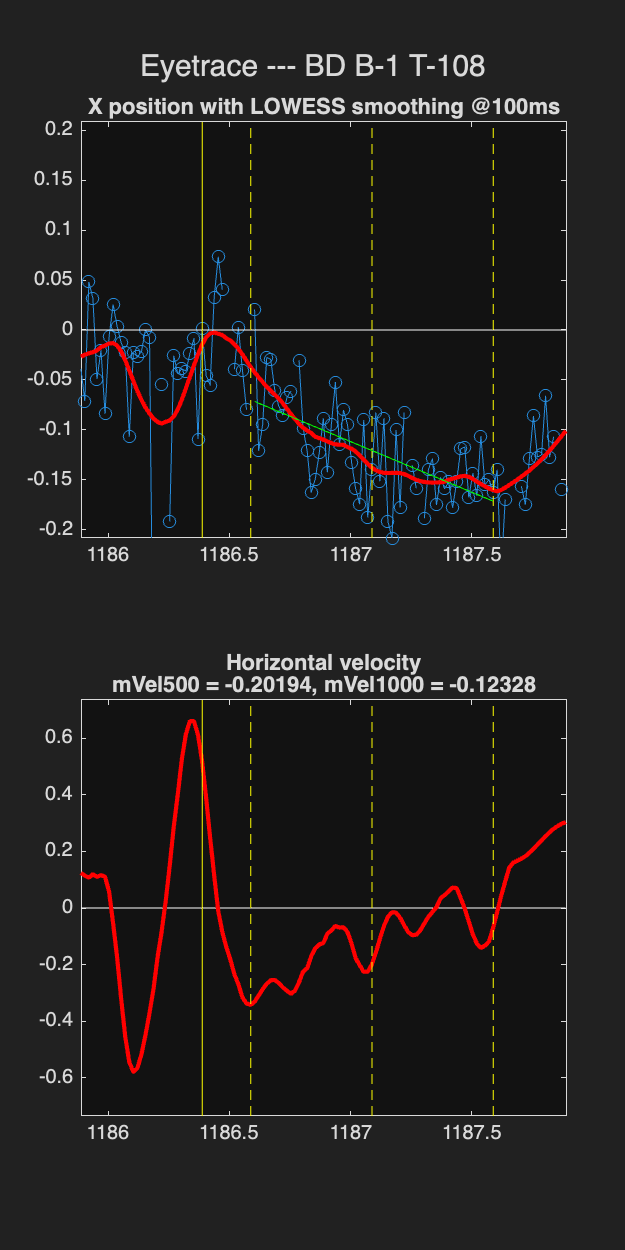 Eyetrace --- BD B-1 T-108
X position with LOWESS smoothing @100ms
0.2
0.15
0.1
0.05
0
-0.05
-0.1
-0.15
-0.2
1186 1186.5 1187 1187.5
Horizontal velocity
mVel500 = -0.20194, mVel1000 = -0.12328
0.6
0.4
0.2
0
-0.2
-0.4
-0.6
1186 1186.5 1187 1187.5